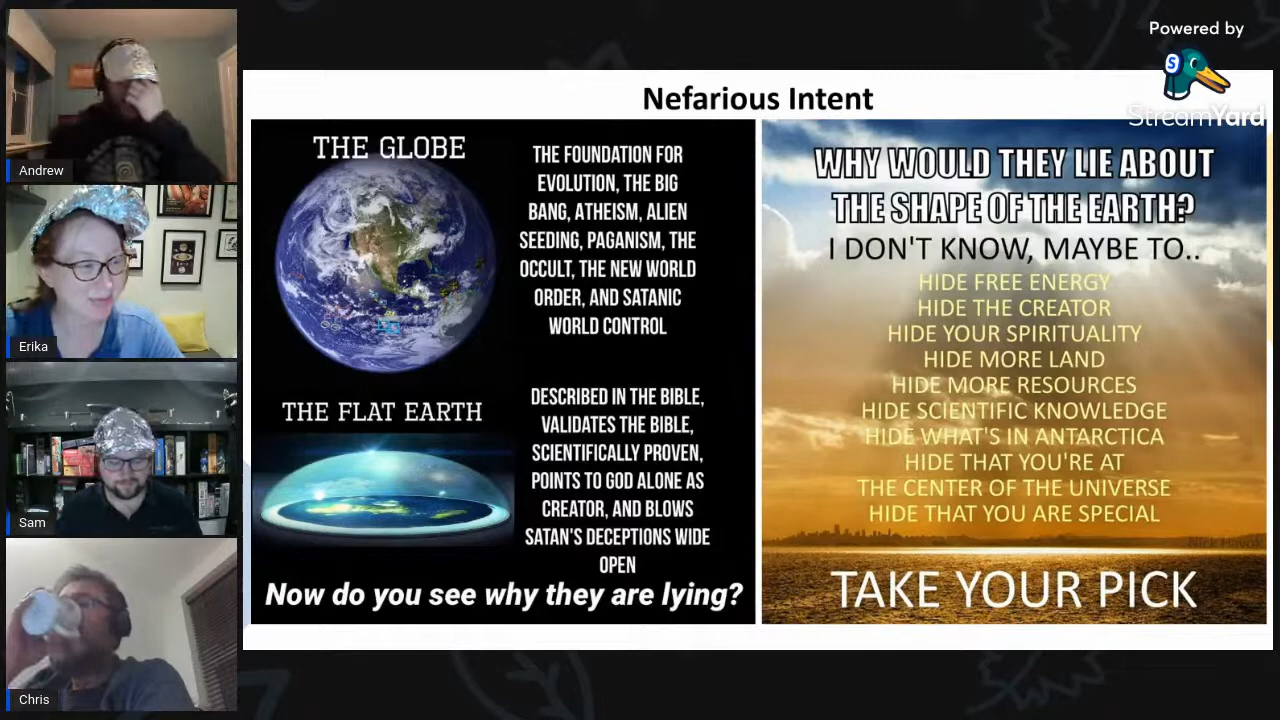 Powered by
StreamYard
Andrew
Erika
Sam
Chris
Nefarious Intent
THE GLOBE
THE FOUNDATION FOR
EVOLUTION, THE BIG
BANG, ATHEISM, ALIEN
SEEDING, PAGANISM, THE
OCCULT, THE NEW WORLD
ORDER, AND SATANIC
WORLD CONTROL
THE FLAT EARTH
DESCRIBED IN THE BIBLE,
VALIDATES THE BIBLE,
SCIENTIFICALLY PROVEN,
POINTS TO GOD ALONE AS
CREATOR, AND BLOWS
SATAN'S DECEPTIONS WIDE
OPEN
Now do you see why they are lying?
WHY WOULD THEY LIE ABOUT
THE SHAPE OF THE EARTH?
I DON'T KNOW, MAYBE TO..
HIDE FREE ENERGY
HIDE THE CREATOR
HIDE YOUR SPIRITUALITY
HIDE MORE LAND
HIDE MORE RESOURCES
HIDE SCIENTIFIC KNOWLEDGE
HIDE WHAT'S IN ANTARCTICA
HIDE THAT YOU'RE AT
THE CENTER OF THE UNIVERSE
HIDE THAT YOU ARE SPECIAL
TAKE YOUR PICK